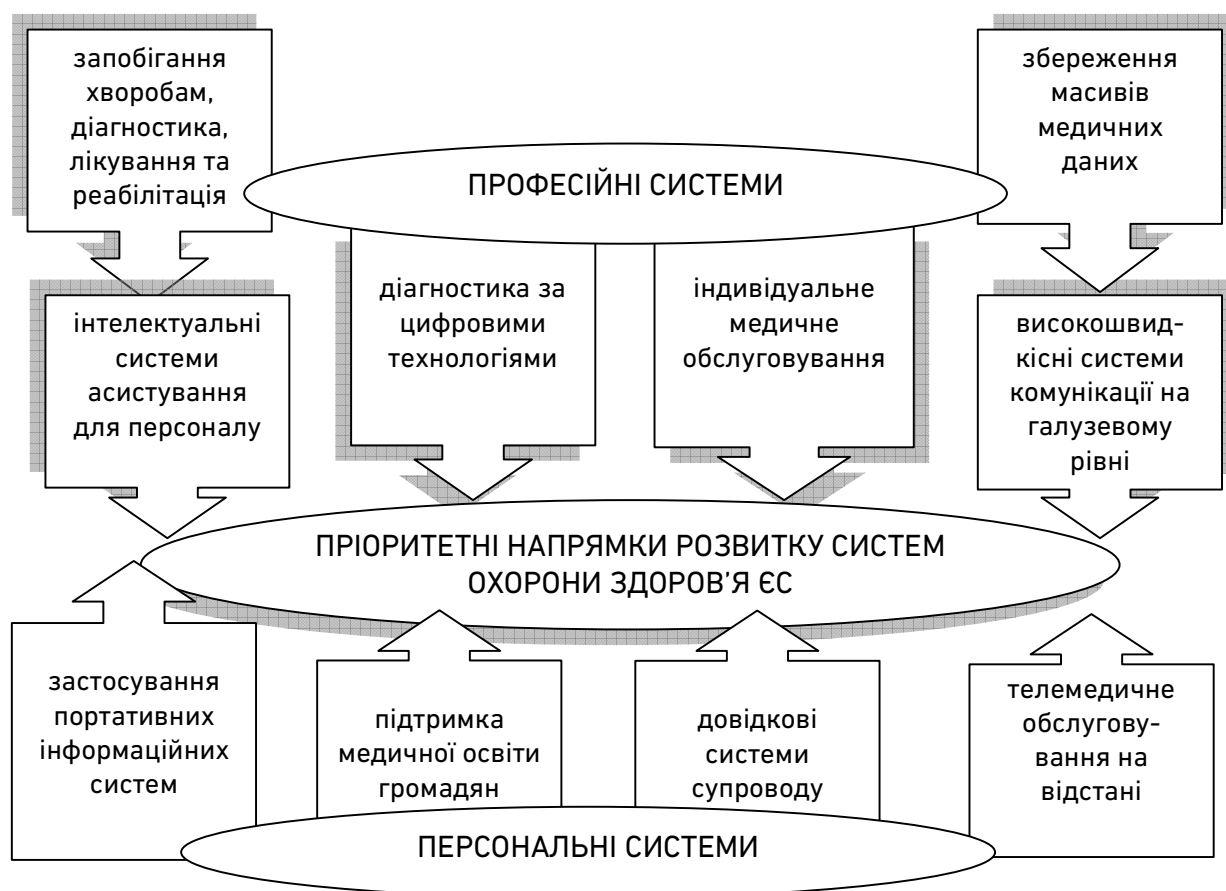 запобігання
хворобам,
діагностика,
лікування та
реабілітація
збереження
масивів
медичних
даних
ПРОФЕСІЙНІ СИСТЕМИ
інтелектуальні
системи
асистування
для персоналу
діагностика за
цифровими
технологіями
індивідуальне
медичне
обслуговування
високошвид-
кісні системи
комунікації на
галузевому
рівні
ПРІОРИТЕТНІ НАПРЯМКИ РОЗВИТКУ СИСТЕМ
ОХОРОНИ ЗДОРОВ'Я ЄС
застосування
портативних
інформаційних
систем
підтримка
медичної освіти
громадян
довідкові
системи
супроводу
телемедичне
обслугову-
вання на
відстані
ПЕРСОНАЛЬНІ СИСТЕМИ